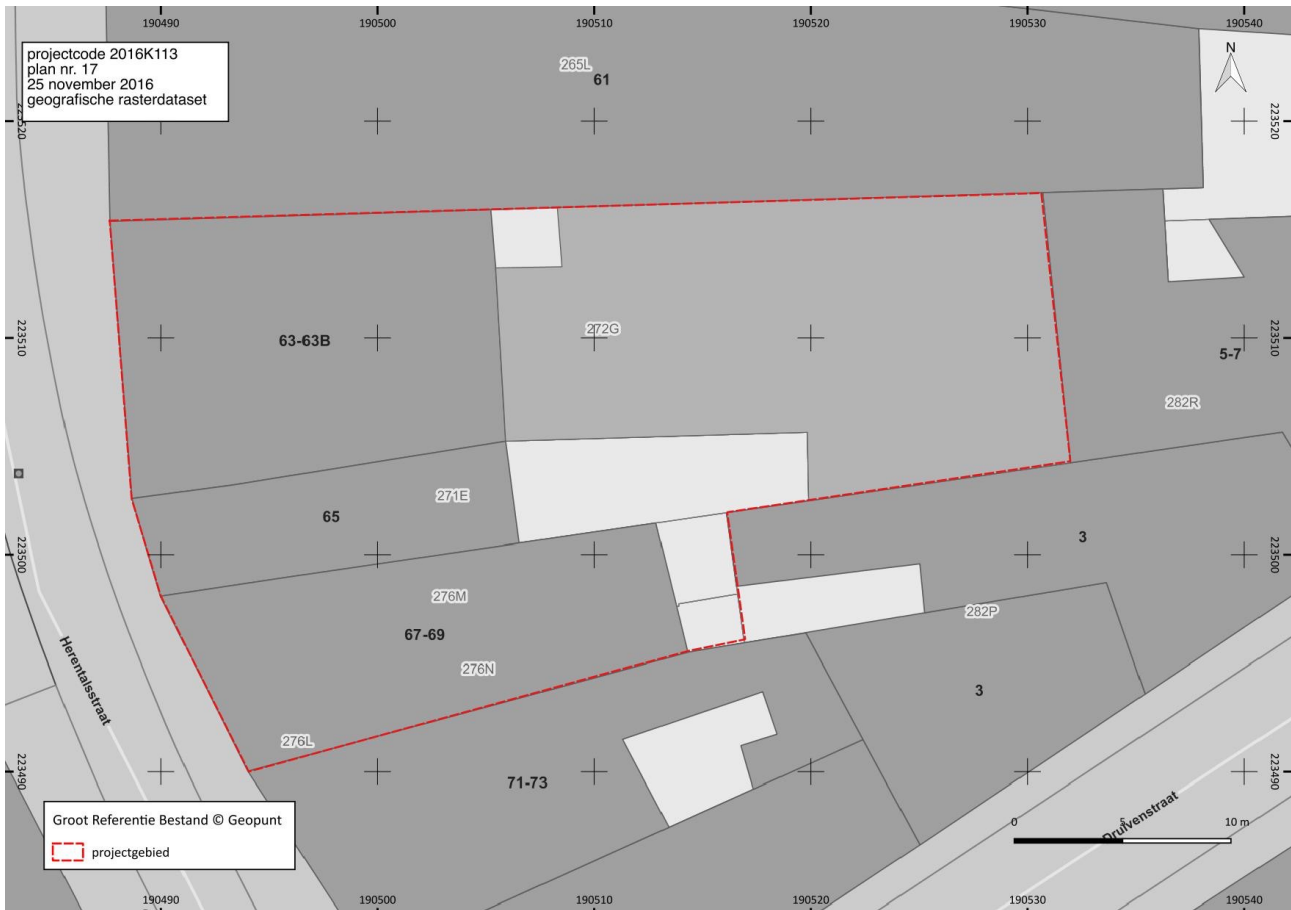 190490 190500 190510 190520 190530 190540
projectcode 2016K113
plan nr. 17
25 november 2016
geografische rasterdataset
N
265L
61
223520
223520
63-63B
272G
223510
223510
5-7
282R
271E
65
223500
3
223500
276M
67-69
282P
276N
3
Herentalsstraat
276L
223490
71-73
223490
Druivenstraat
Groot Referentie Bestand © Geopunt
projectgebied
0 5 10 m
190490 190500 190510 190520 190530 190540